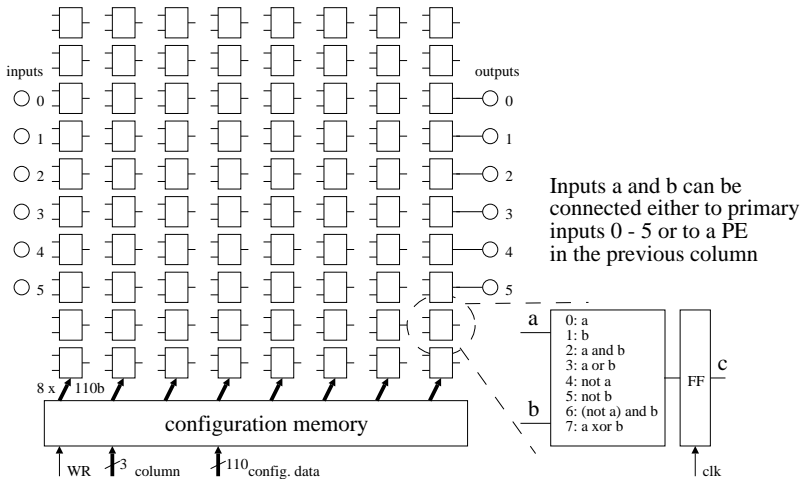 inputs
outputs
0
0
1
1
2
2
3
3
4
4
5
5
Inputs a and b can be
connected either to primary
inputs 0 - 5 or to a PE
in the previous column
a
b
0: a
1: b
2: a and b
3: a or b
4: not a
5: not b
6: (not a) and b
7: a xor b
FF
c
clk
8 x
110b
configuration memory
WR
3
column
110
config. data